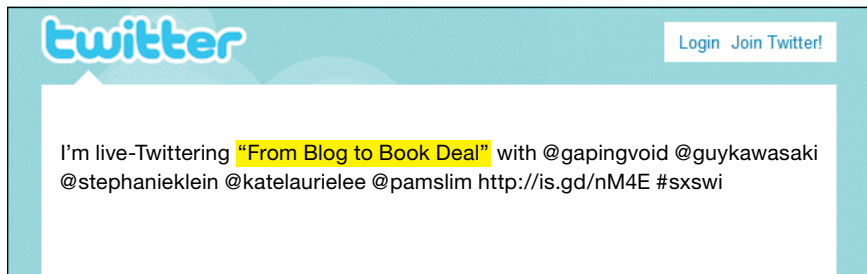 twitter
Login Join Twitter!
I’m live-Twittering “From Blog to Book Deal” with @gapingvoid @guykawasaki
@stephanieklein @katelaurielee @pamslim http://is.gd/nM4E #sxswi